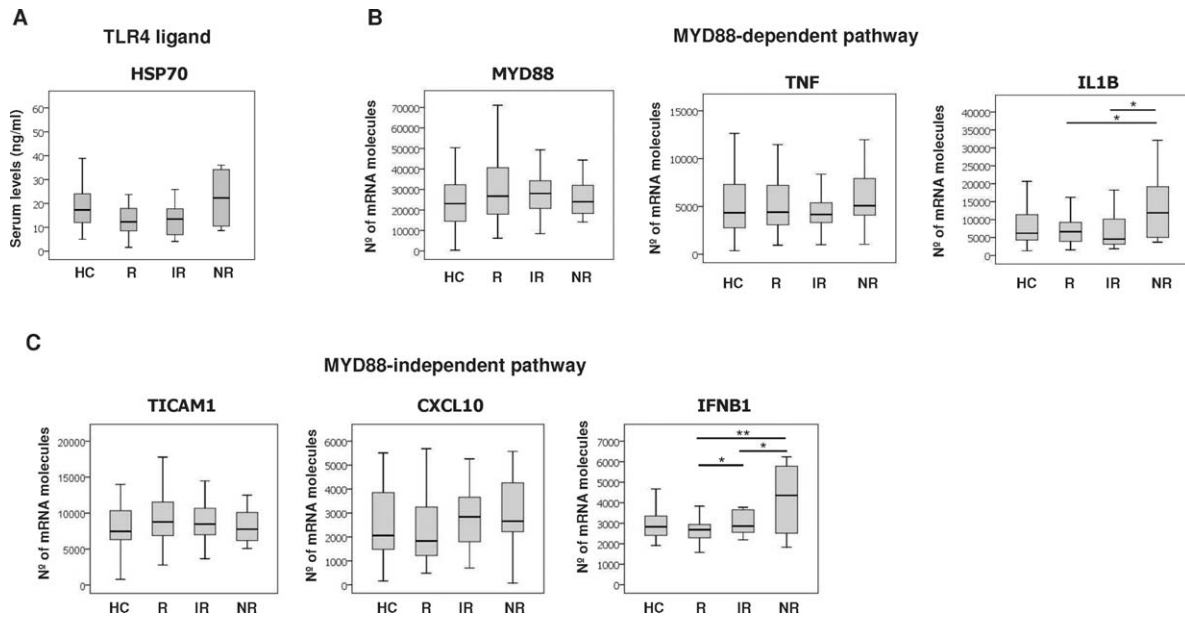 A
TLR4 ligand
HSP70
Serum levels (ng/ml)
60
50
40
30
20
10
0
HC R IR NR
B
MYD88-dependent pathway
MYD88
Nº of mRNA molecules
70000
60000
50000
40000
30000
20000
10000
0
HC R IR NR
TNF
Nº of mRNA molecules
15000
10000
5000
0
HC R IR NR
IL1B
Nº of mRNA molecules
40000
35000
30000
25000
20000
15000
10000
5000
0
*
*
HC R IR NR
C
MYD88-independent pathway
TICAM1
Nº of mRNA molecules
20000
15000
10000
5000
0
HC R IR NR
CXCL10
Nº of mRNA molecules
6000
5000
4000
3000
2000
1000
0
HC R IR NR
IFNB1
Nº of mRNA molecules
7000
6000
5000
4000
3000
2000
1000
0
**
*
*
HC R IR NR